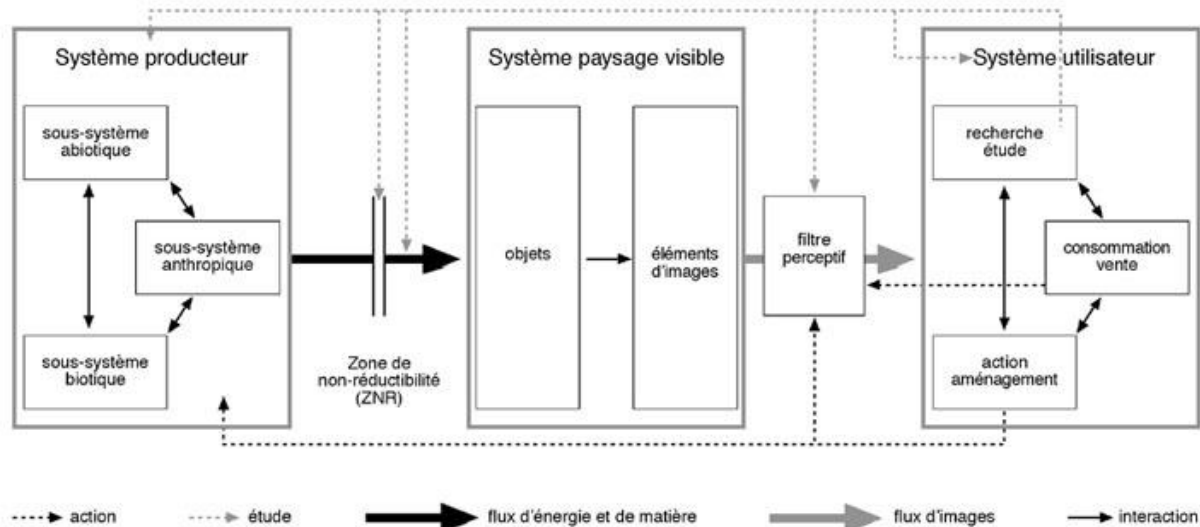 Système producteur
sous-système
abiotique
sous-système
anthropique
sous-système
biotique
Zone de
non-réductibilité
(ZNR)
Système paysage visible
objets
éléments
d'images
filtre
perceptif
Système utilisateur
recherche
étude
consommation
vente
action
aménagement
action
étude
flux d'énergie et de matière
flux d'images
interaction